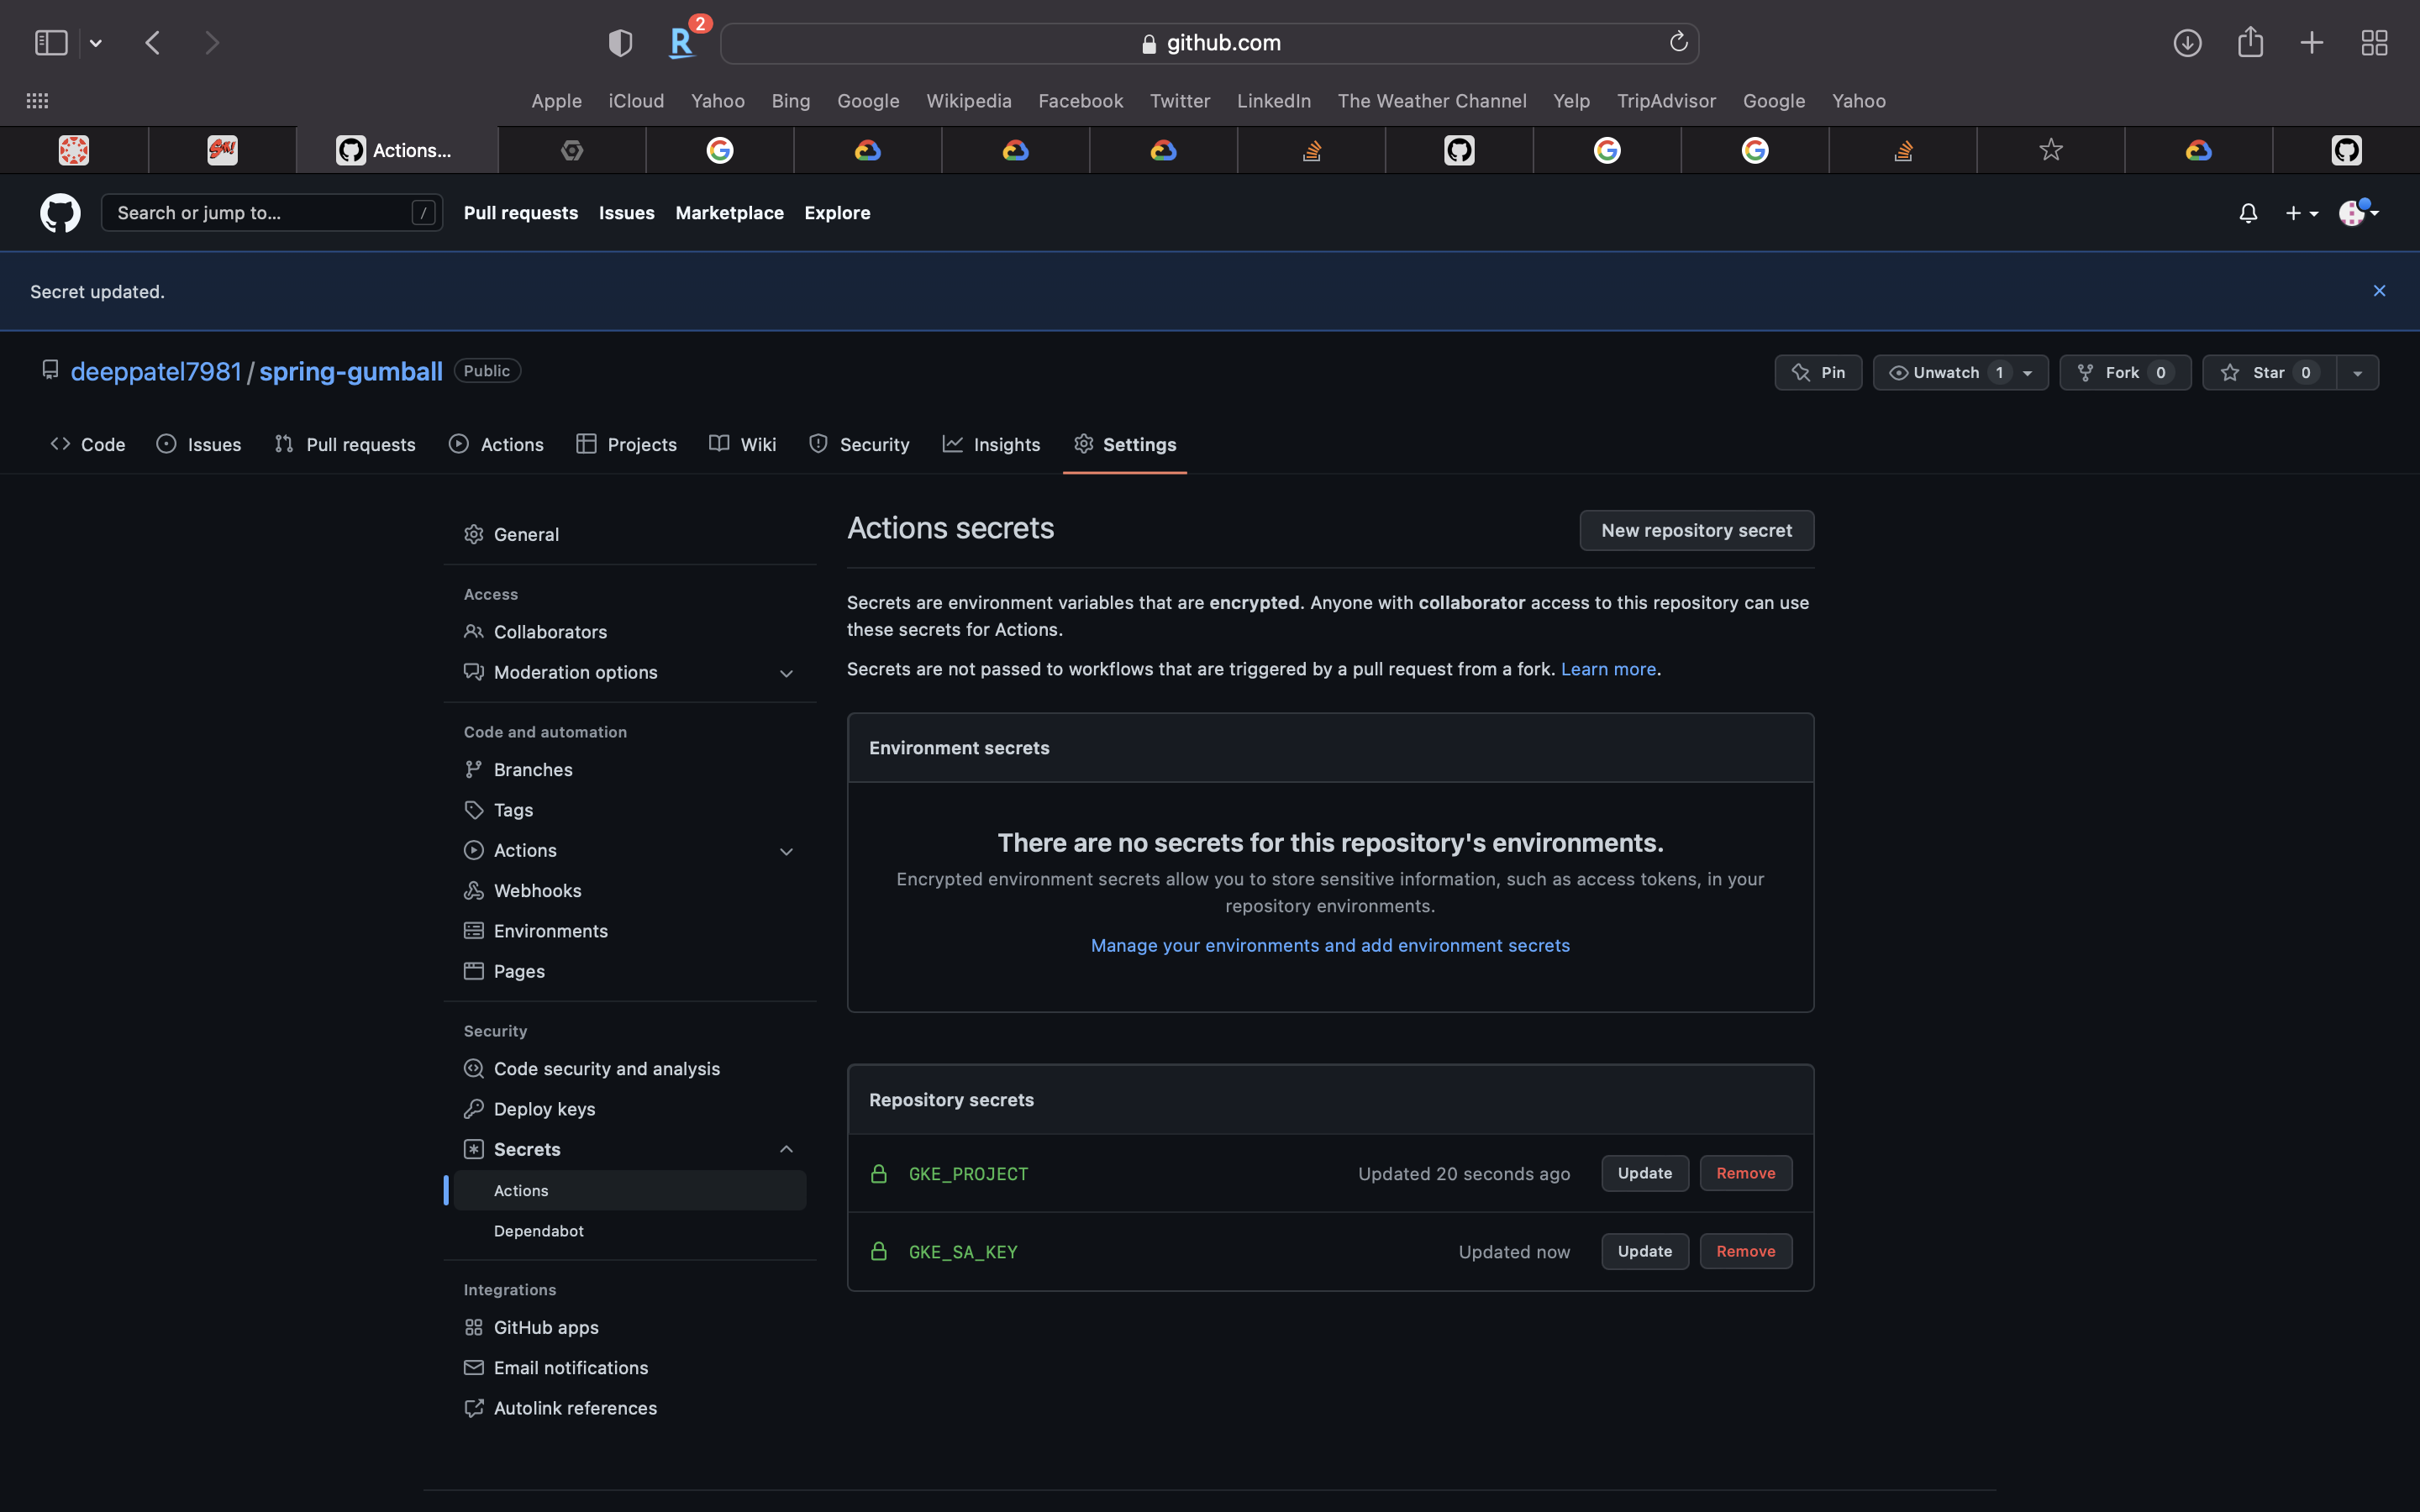 2
github.com
Apple iCloud Yahoo Bing Google Wikipedia Facebook Twitter LinkedIn The Weather Channel Yelp TripAdvisor Google Yahoo
Actions...
Search or jump to... /
Pull requests Issues Marketplace Explore
Secret updated.
deeppatel7981 / spring-gumball Public
Pin Unwatch 1 Fork 0 Star 0
Code Issues Pull requests Actions Projects Wiki Security Insights Settings
General
Access
Collaborators
Moderation options
Code and automation
Branches
Tags
Actions
Webhooks
Environments
Pages
Security
Code security and analysis
Deploy keys
Secrets
Actions
Dependabot
Integrations
GitHub apps
Email notifications
Autolink references
Actions secrets
New repository secret
Secrets are environment variables that are encrypted. Anyone with collaborator access to this repository can use
these secrets for Actions.
Secrets are not passed to workflows that are triggered by a pull request from a fork. Learn more.
Environment secrets
There are no secrets for this repository's environments.
Encrypted environment secrets allow you to store sensitive information, such as access tokens, in your
repository environments.
Manage your environments and add environment secrets
Repository secrets
GKE_PROJECT Updated 20 seconds ago Update Remove
GKE_SA_KEY Updated now Update Remove